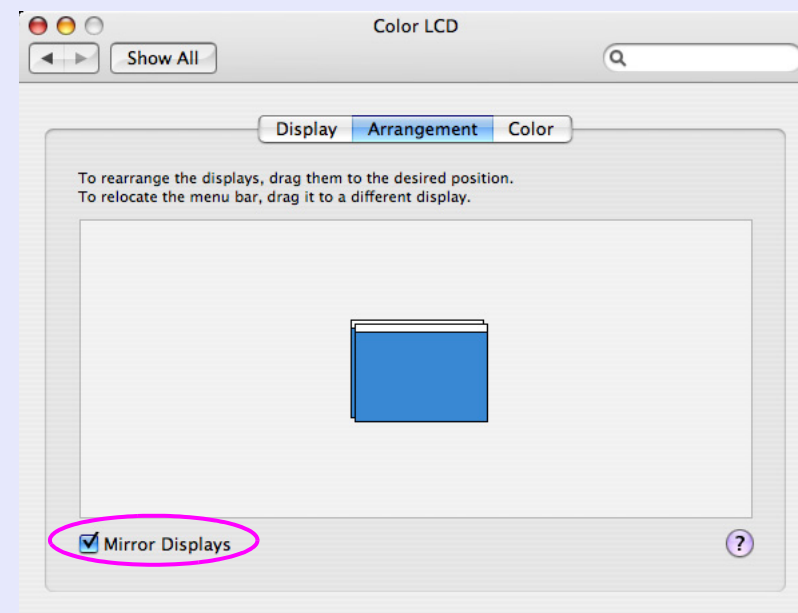 Color LCD
Show All
Display Arrangement Color
To rearrange the displays, drag them to the desired position.
To relocate the menu bar, drag it to a different display.
Mirror Displays
?